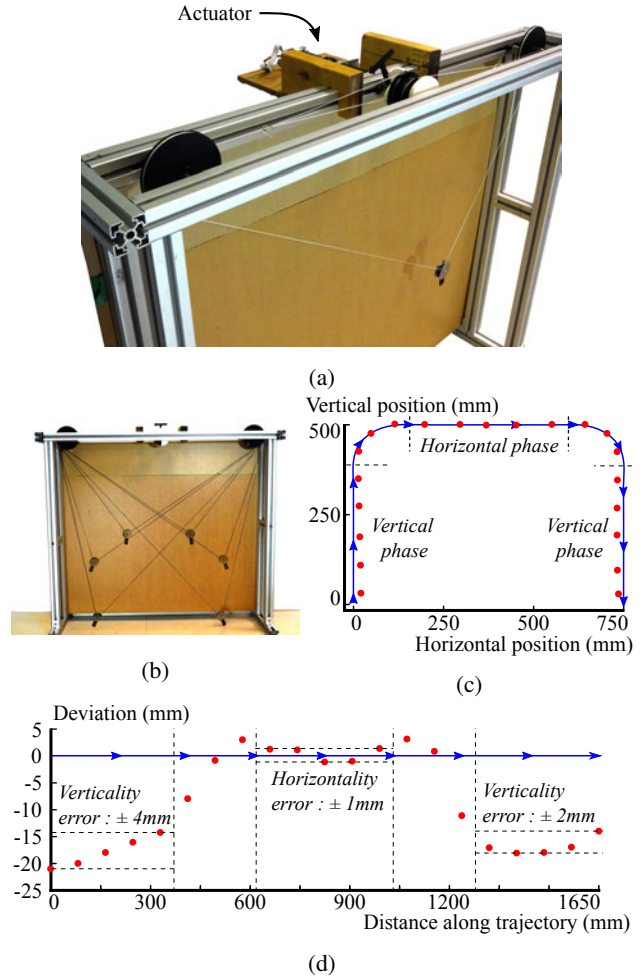 Actuator
(a)
(b)
Vertical position (mm)
500
250
0
Horizontal phase
Vertical
phase
Vertical
phase
0 250 500 750
Horizontal position (mm)
(c)
Deviation (mm)
5
0
-5
-10
-15
-20
-25
Verticality
error : ± 4mm
Horizontality
error : ± 1mm
Verticality
error : ± 2mm
0 300 600 900 1200 1650
Distance along trajectory (mm)
(d)